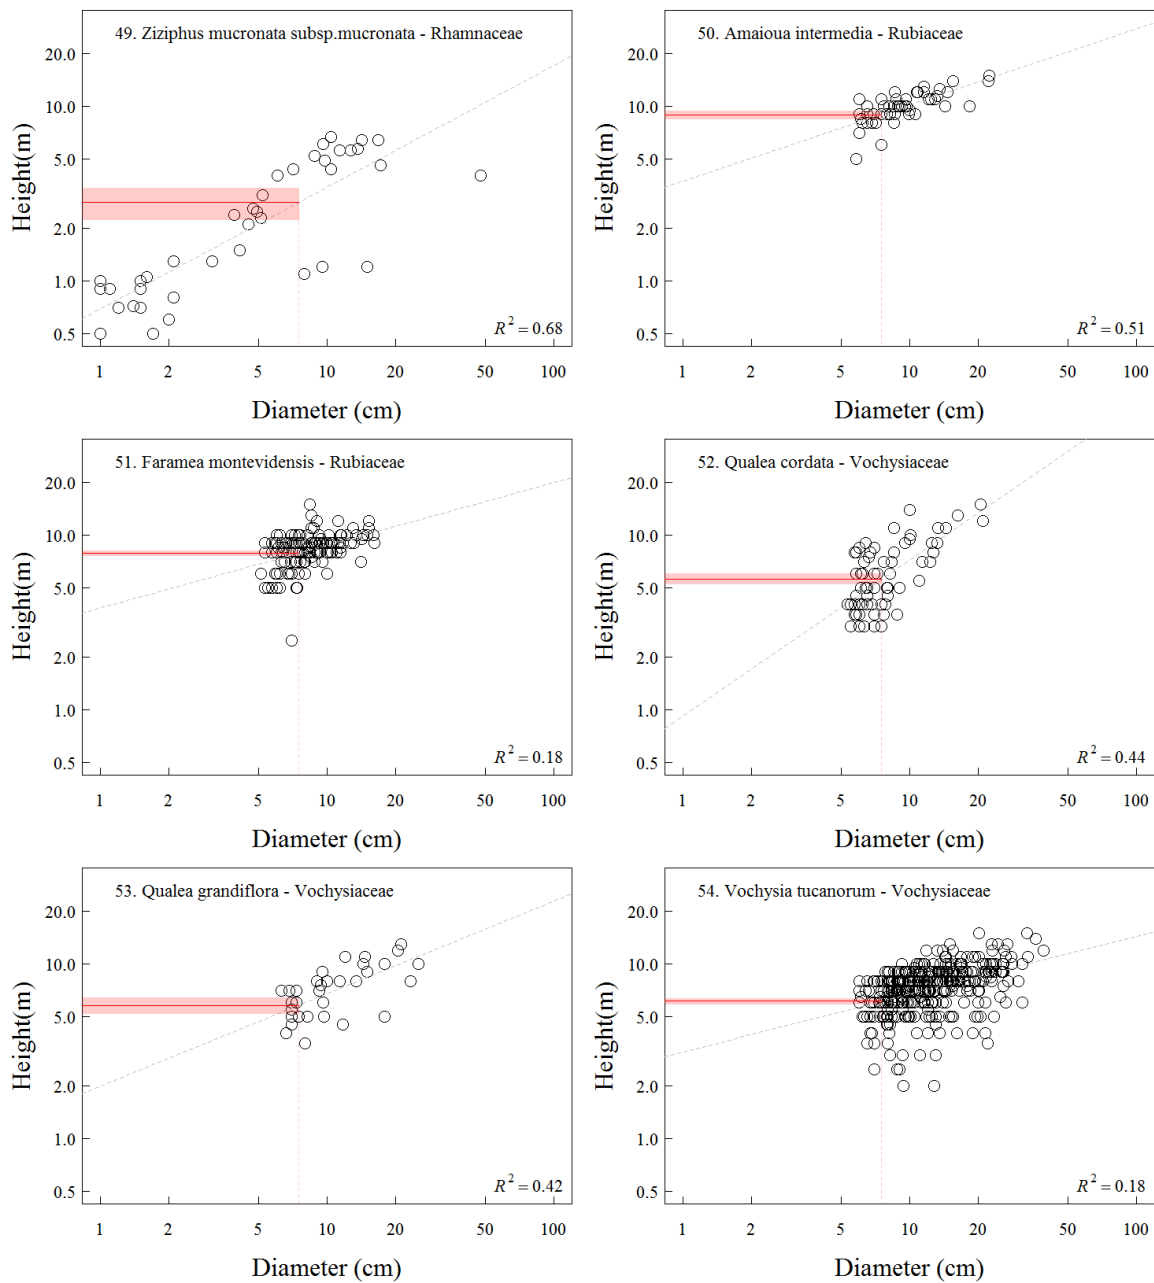 49. Ziziphus mucronata subsp.mucronata - Rhamnaceae
20.0
10.0
5.0
2.0
1.0
0.5
Height(m)
R² = 0.68
1 2 5 10 20 50 100
Diameter (cm)
50. Amaioua intermedia - Rubiaceae
20.0
10.0
5.0
2.0
1.0
0.5
Height(m)
R² = 0.51
1 2 5 10 20 50 100
Diameter (cm)
51. Faramea montevidensis - Rubiaceae
20.0
10.0
5.0
2.0
1.0
0.5
Height(m)
R² = 0.18
1 2 5 10 20 50 100
Diameter (cm)
52. Qualea cordata - Vochysiaceae
20.0
10.0
5.0
2.0
1.0
0.5
Height(m)
R² = 0.44
1 2 5 10 20 50 100
Diameter (cm)
53. Qualea grandiflora - Vochysiaceae
20.0
10.0
5.0
2.0
1.0
0.5
Height(m)
R² = 0.42
1 2 5 10 20 50 100
Diameter (cm)
54. Vochysia tucanorum - Vochysiaceae
20.0
10.0
5.0
2.0
1.0
0.5
Height(m)
R² = 0.18
1 2 5 10 20 50 100
Diameter (cm)